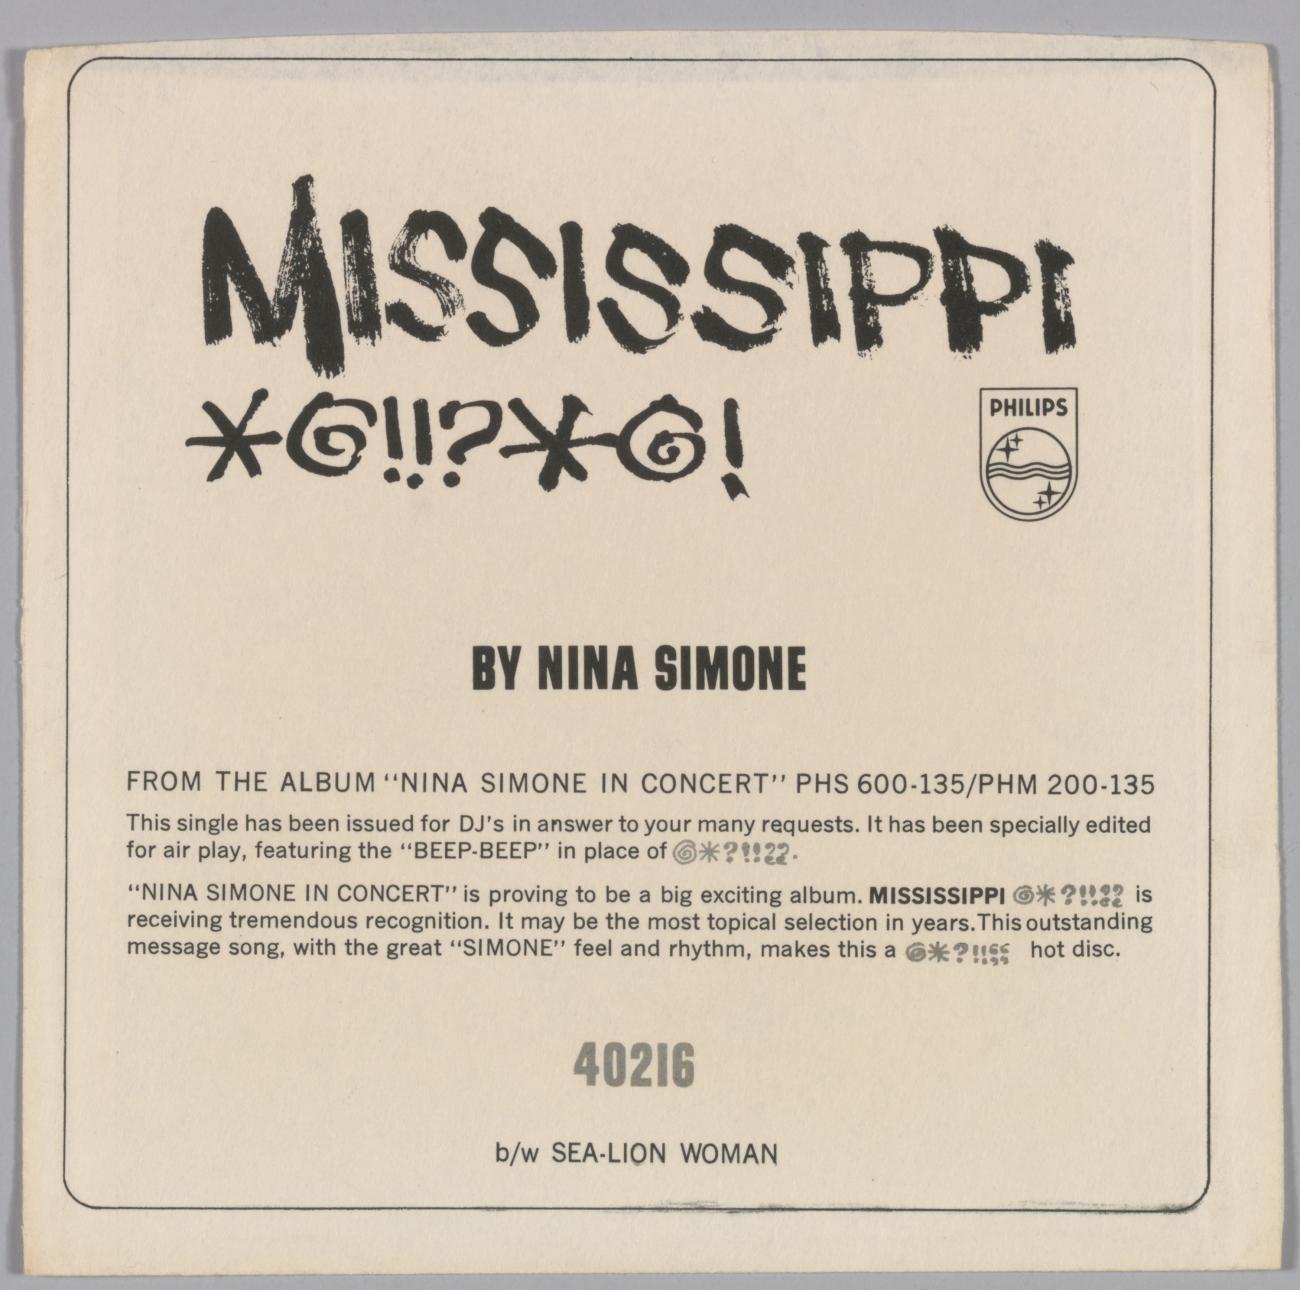 MISSISSIPPI
*@!!?*@!
PHILIPS
BY NINA SIMONE
FROM THE ALBUM "NINA SIMONE IN CONCERT" PHS 600-135/PHM 200-135
This single has been issued for DJ's in answer to your many requests. It has been specially edited
for air play, featuring the "BEEP-BEEP" in place of @*?!!??.
"NINA SIMONE IN CONCERT" is proving to be a big exciting album. MISSISSIPPI @*?!!?? is
receiving tremendous recognition. It may be the most topical selection in years. This outstanding
message song, with the great "SIMONE" feel and rhythm, makes this a @*?!!?? hot disc.
40216
b/w SEA-LION WOMAN